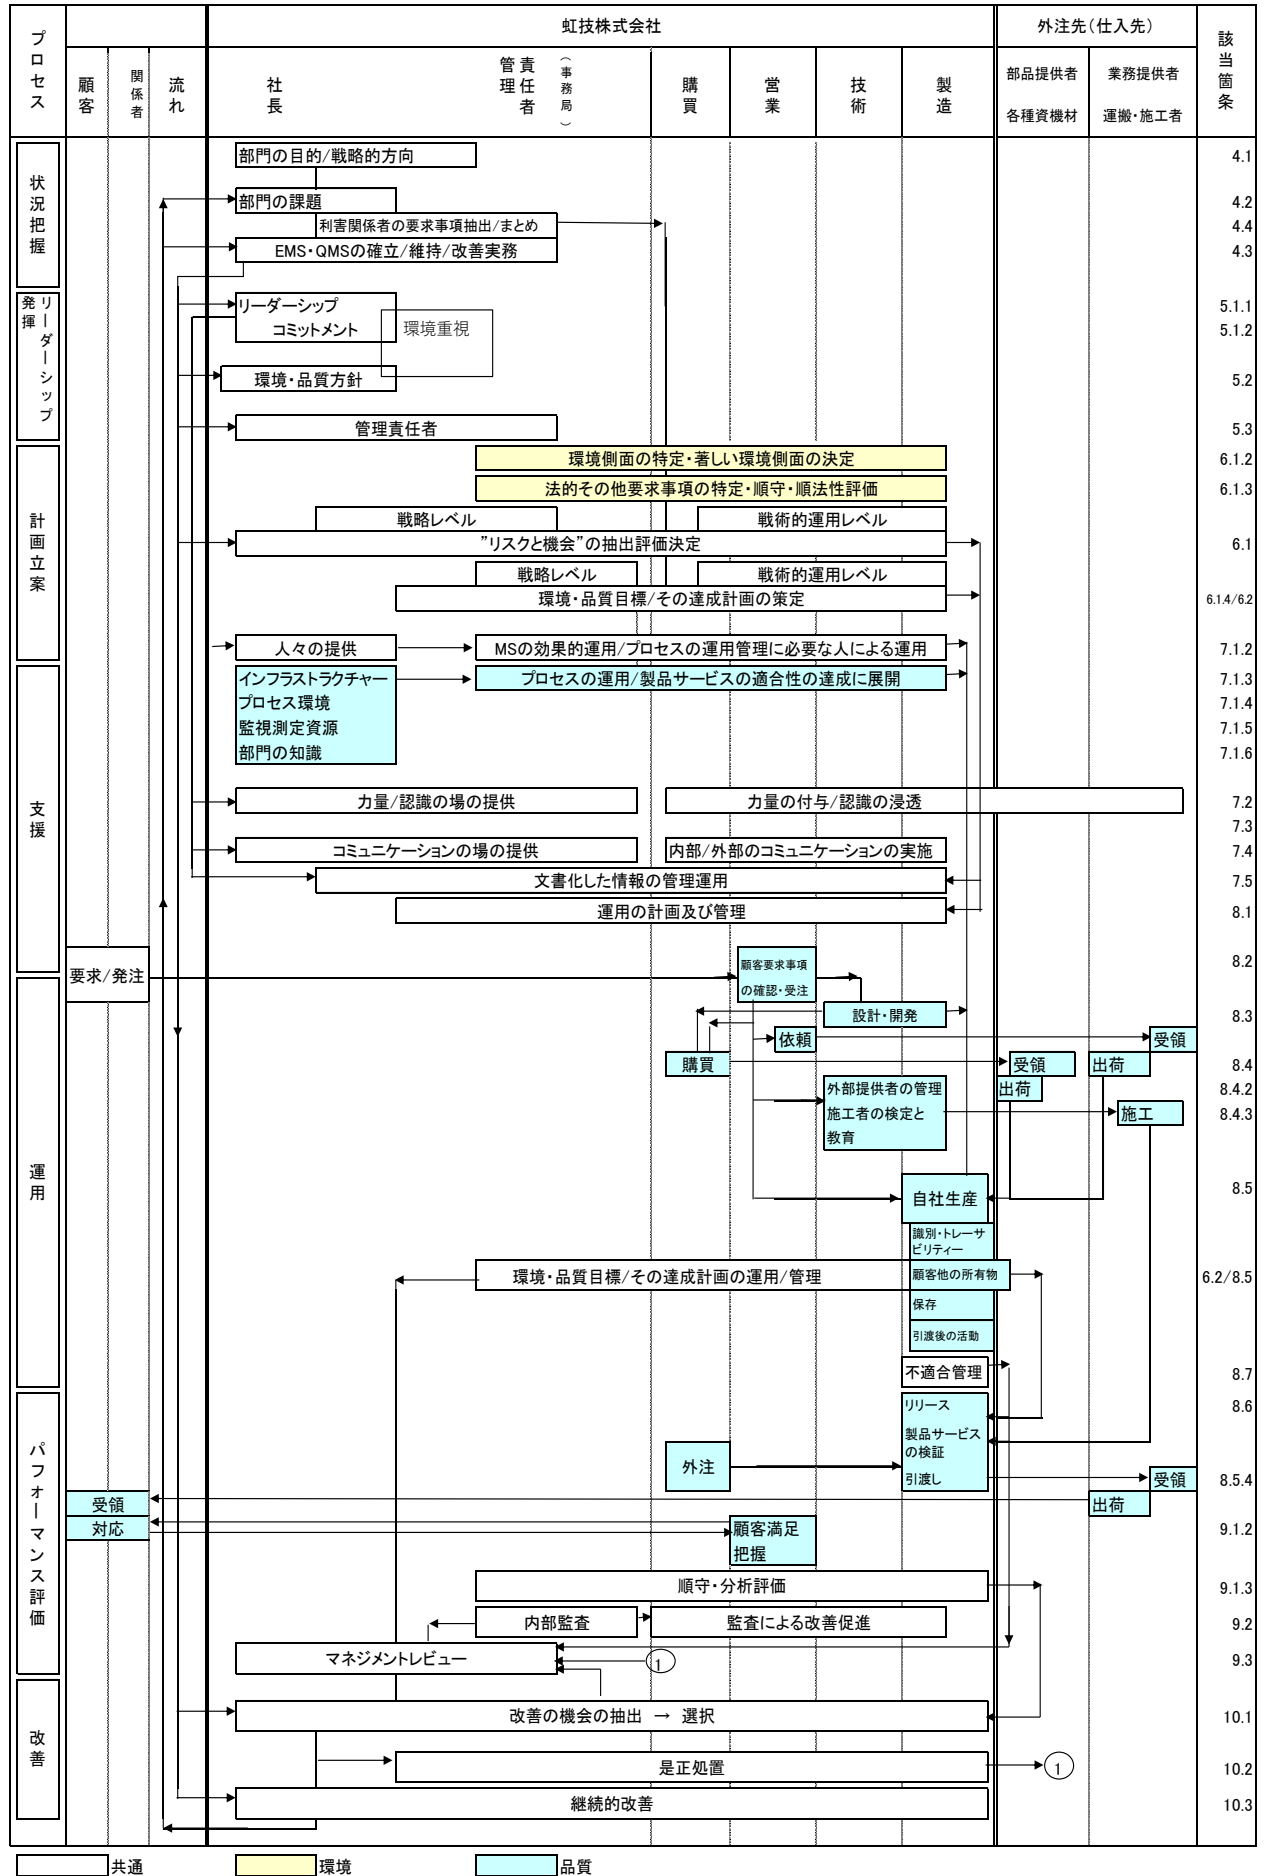 プロセス
顧客
関係者
流れ
虹技株式会社
社長
管理責任者
（事務局）
購買
営業
技術
製造
外注先（仕入先）
部品提供者
各種資機材
業務提供者
運搬・施工者
該当箇条
状況把握
部門の目的/戦略的方向
4.1
部門の課題
4.2
利害関係者の要求事項抽出/まとめ
4.4
EMS・QMSの確立/維持/改善実務
4.3
リーダーシップ発揮
リーダーシップ
5.1.1
コミットメント
環境重視
5.1.2
環境・品質方針
5.2
管理責任者
5.3
計画立案
環境側面の特定・著しい環境側面の決定
6.1.2
法的その他要求事項の特定・順守・順法性評価
6.1.3
戦略レベル
戦術的運用レベル
”リスクと機会”の抽出評価決定
6.1
戦略レベル
戦術的運用レベル
環境・品質目標/その達成計画の策定
6.1.4/6.2
人々の提供
MSの効果的運用/プロセスの運用管理に必要な人による運用
7.1.2
支援
インフラストラクチャー
プロセスの運用/製品サービスの適合性の達成に展開
7.1.3
プロセス環境
7.1.4
監視測定資源
7.1.5
部門の知識
7.1.6
力量/認識の場の提供
力量の付与/認識の浸透
7.2
7.3
コミュニケーションの場の提供
内部/外部のコミュニケーションの実施
7.4
文書化した情報の管理運用
7.5
運用の計画及び管理
8.1
要求/発注
顧客要求事項
の確認・受注
8.2
運用
設計・開発
8.3
依頼
受領
購買
受領
出荷
8.4
外部提供者の管理
出荷
8.4.2
施工者の検定と
施工
8.4.3
教育
自社生産
8.5
識別・トレーサ
ビリティー
環境・品質目標/その達成計画の運用/管理
顧客他の所有物
6.2/8.5
保存
引渡後の活動
不適合管理
8.7
パフォーマンス評価
リリース
8.6
製品サービス
の検証
外注
引渡し
受領
8.5.4
受領
出荷
対応
顧客満足
9.1.2
把握
順守・分析評価
9.1.3
内部監査
監査による改善促進
9.2
マネジメントレビュー
1
9.3
改善
改善の機会の抽出 → 選択
10.1
是正処置
1
10.2
継続的改善
10.3
共通
環境
品質